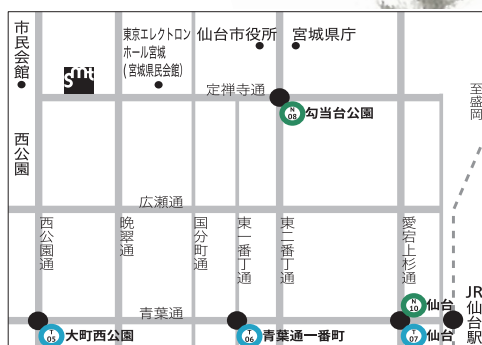 市民会館
smt
東京エレクトロン
ホール宮城
(宮城県民会館)
仙台市役所
宮城県庁
定禅寺通
至盛岡
N
08
勾当台公園
西公園
広瀬通
西公園通
晩翠通
国分町通
東一番丁通
東二番丁通
愛宕上杉通
青葉通
N
10
仙台
JR
仙台駅
T
05
大町西公園
T
06
青葉通一番町
T
07
仙台